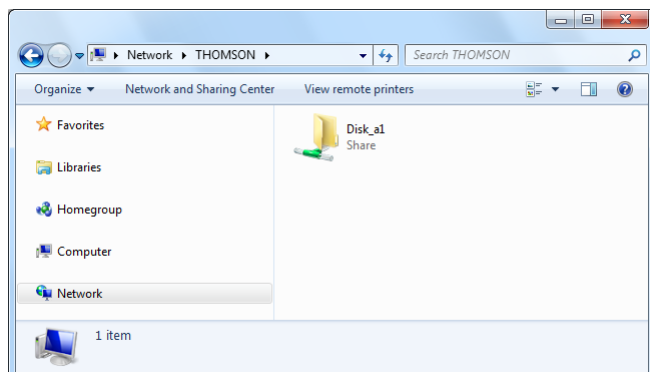 Network THOMSON Search THOMSON
Organize Network and Sharing Center View remote printers
Favorites
Disk_a1
Share
Libraries
Homegroup
Computer
Network
1 item